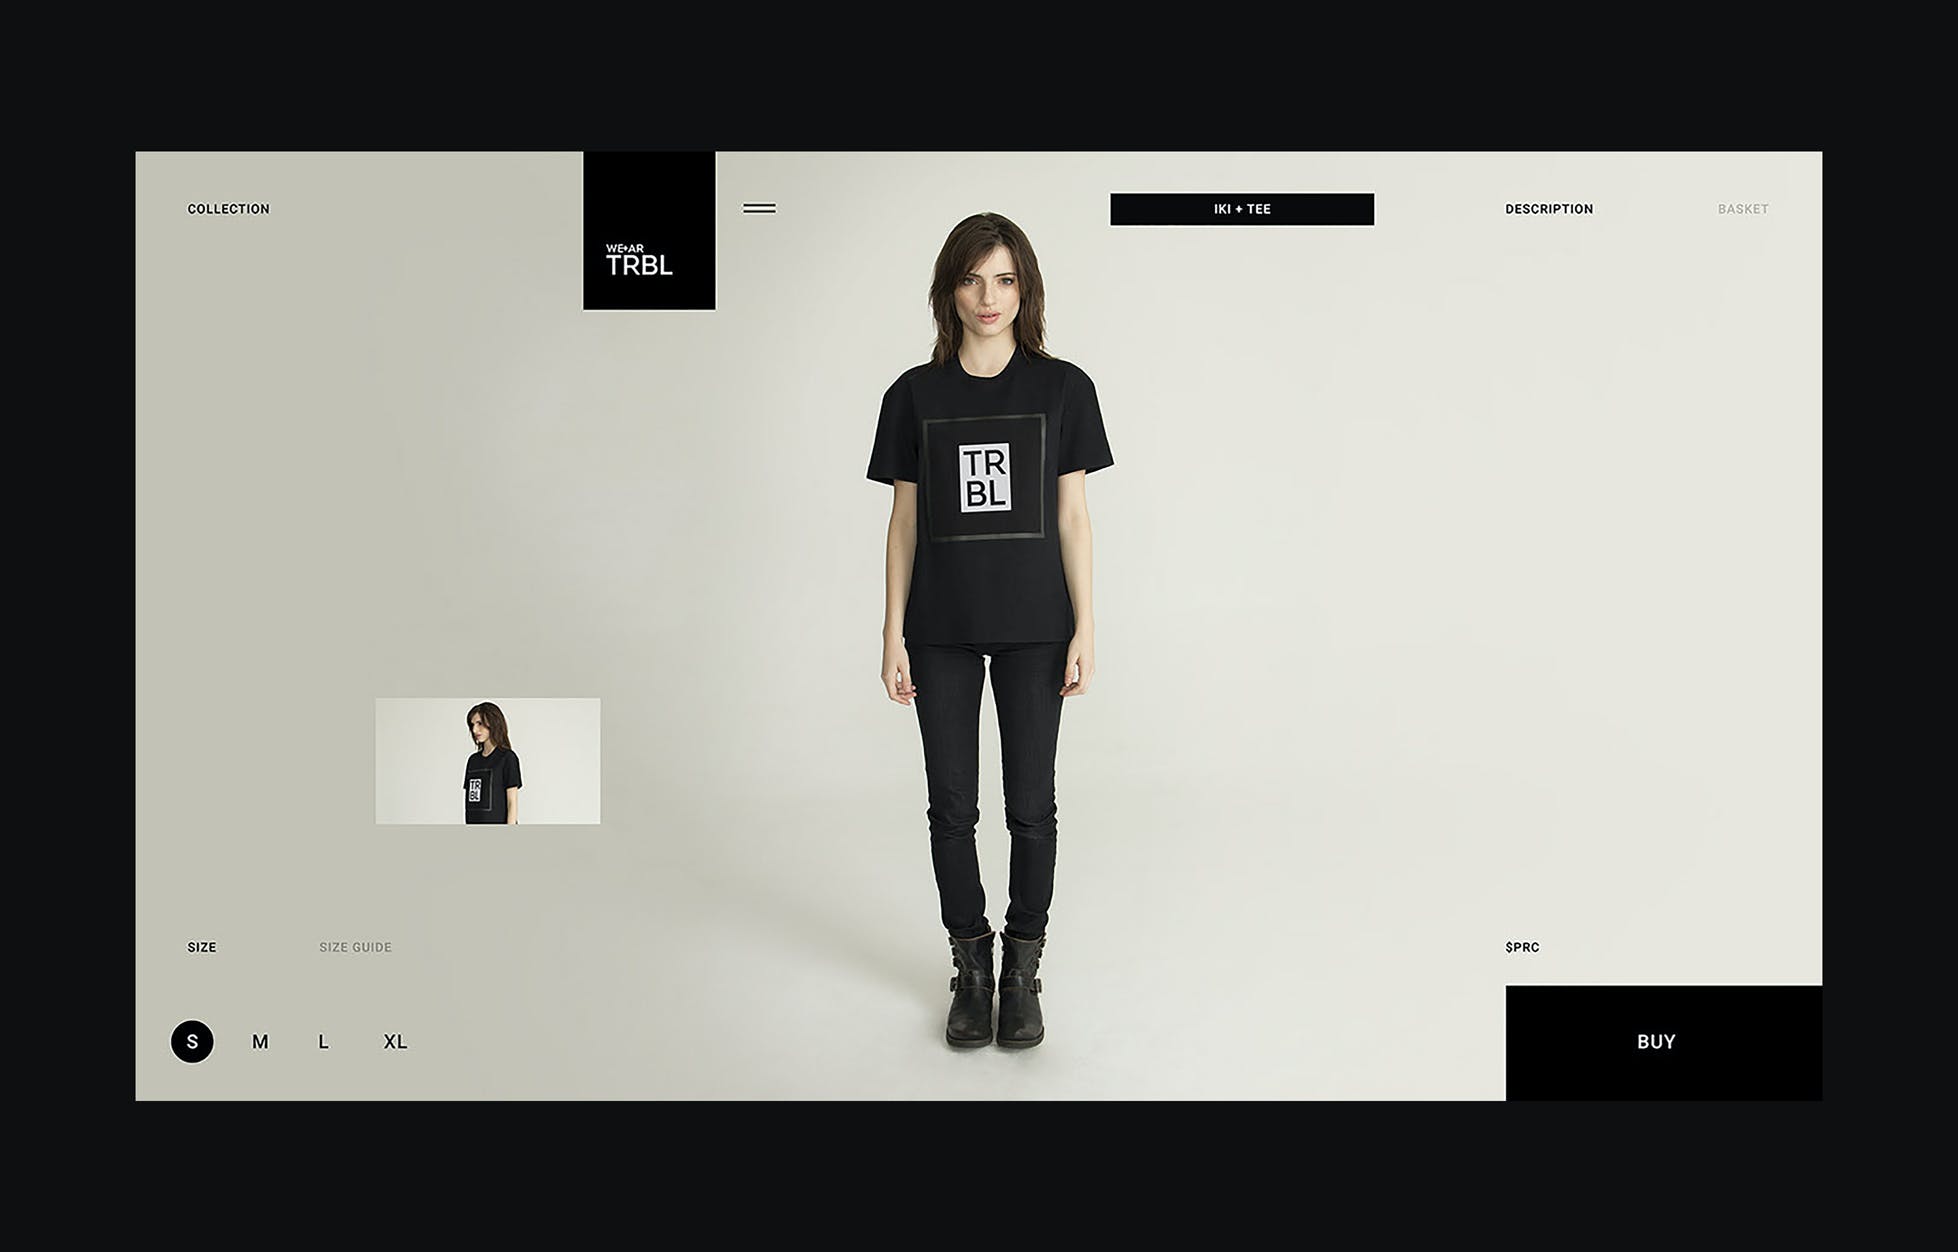 COLLECTION
WE+AR
TRBL
IKI + TEE
DESCRIPTION
BASKET
TR
BL
TR
BL
SIZE
SIZE GUIDE
$PRC
S
M
L
XL
BUY